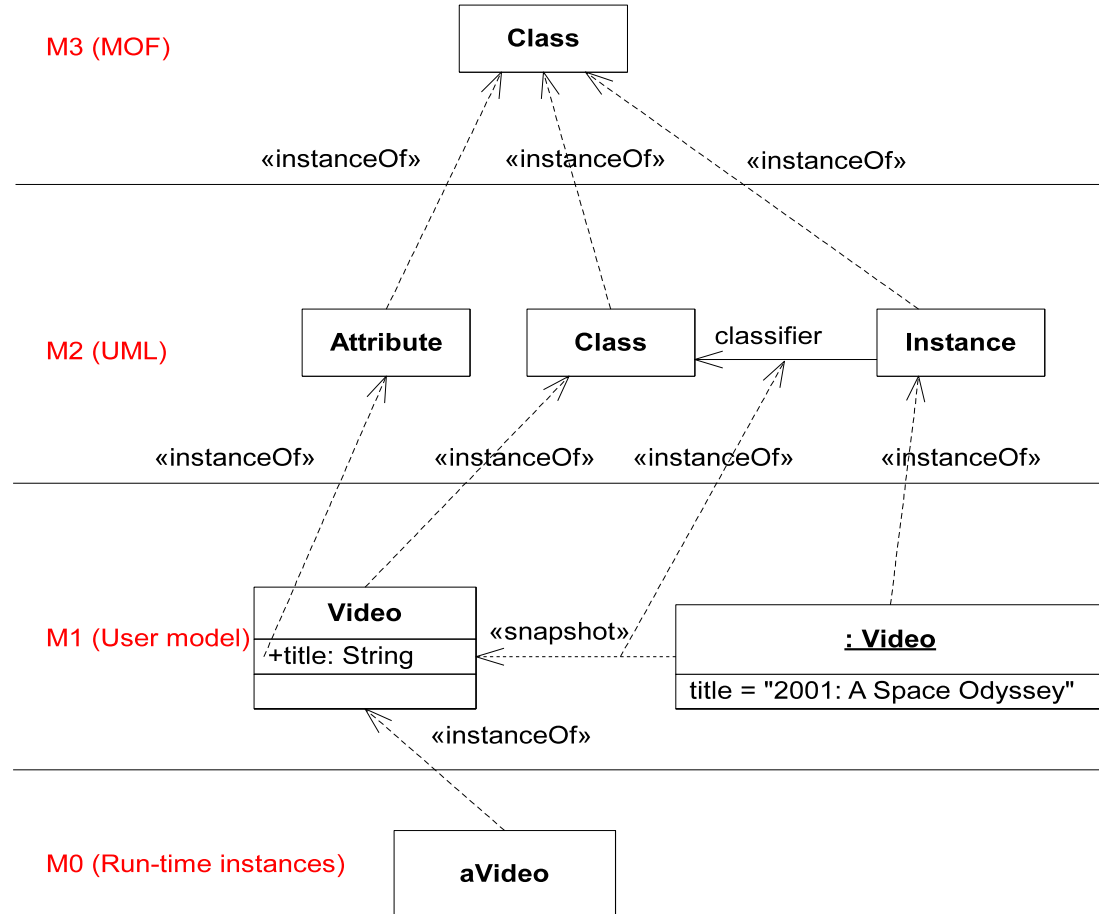 M3 (MOF)
Class
«instanceOf»
«instanceOf»
«instanceOf»
M2 (UML)
Attribute
Class
classifier
Instance
«instanceOf»
«instanceOf»
«instanceOf»
«instanceOf»
M1 (User model)
Video
+title: String
«snapshot»
: Video
title = "2001: A Space Odyssey"
«instanceOf»
M0 (Run-time instances)
aVideo